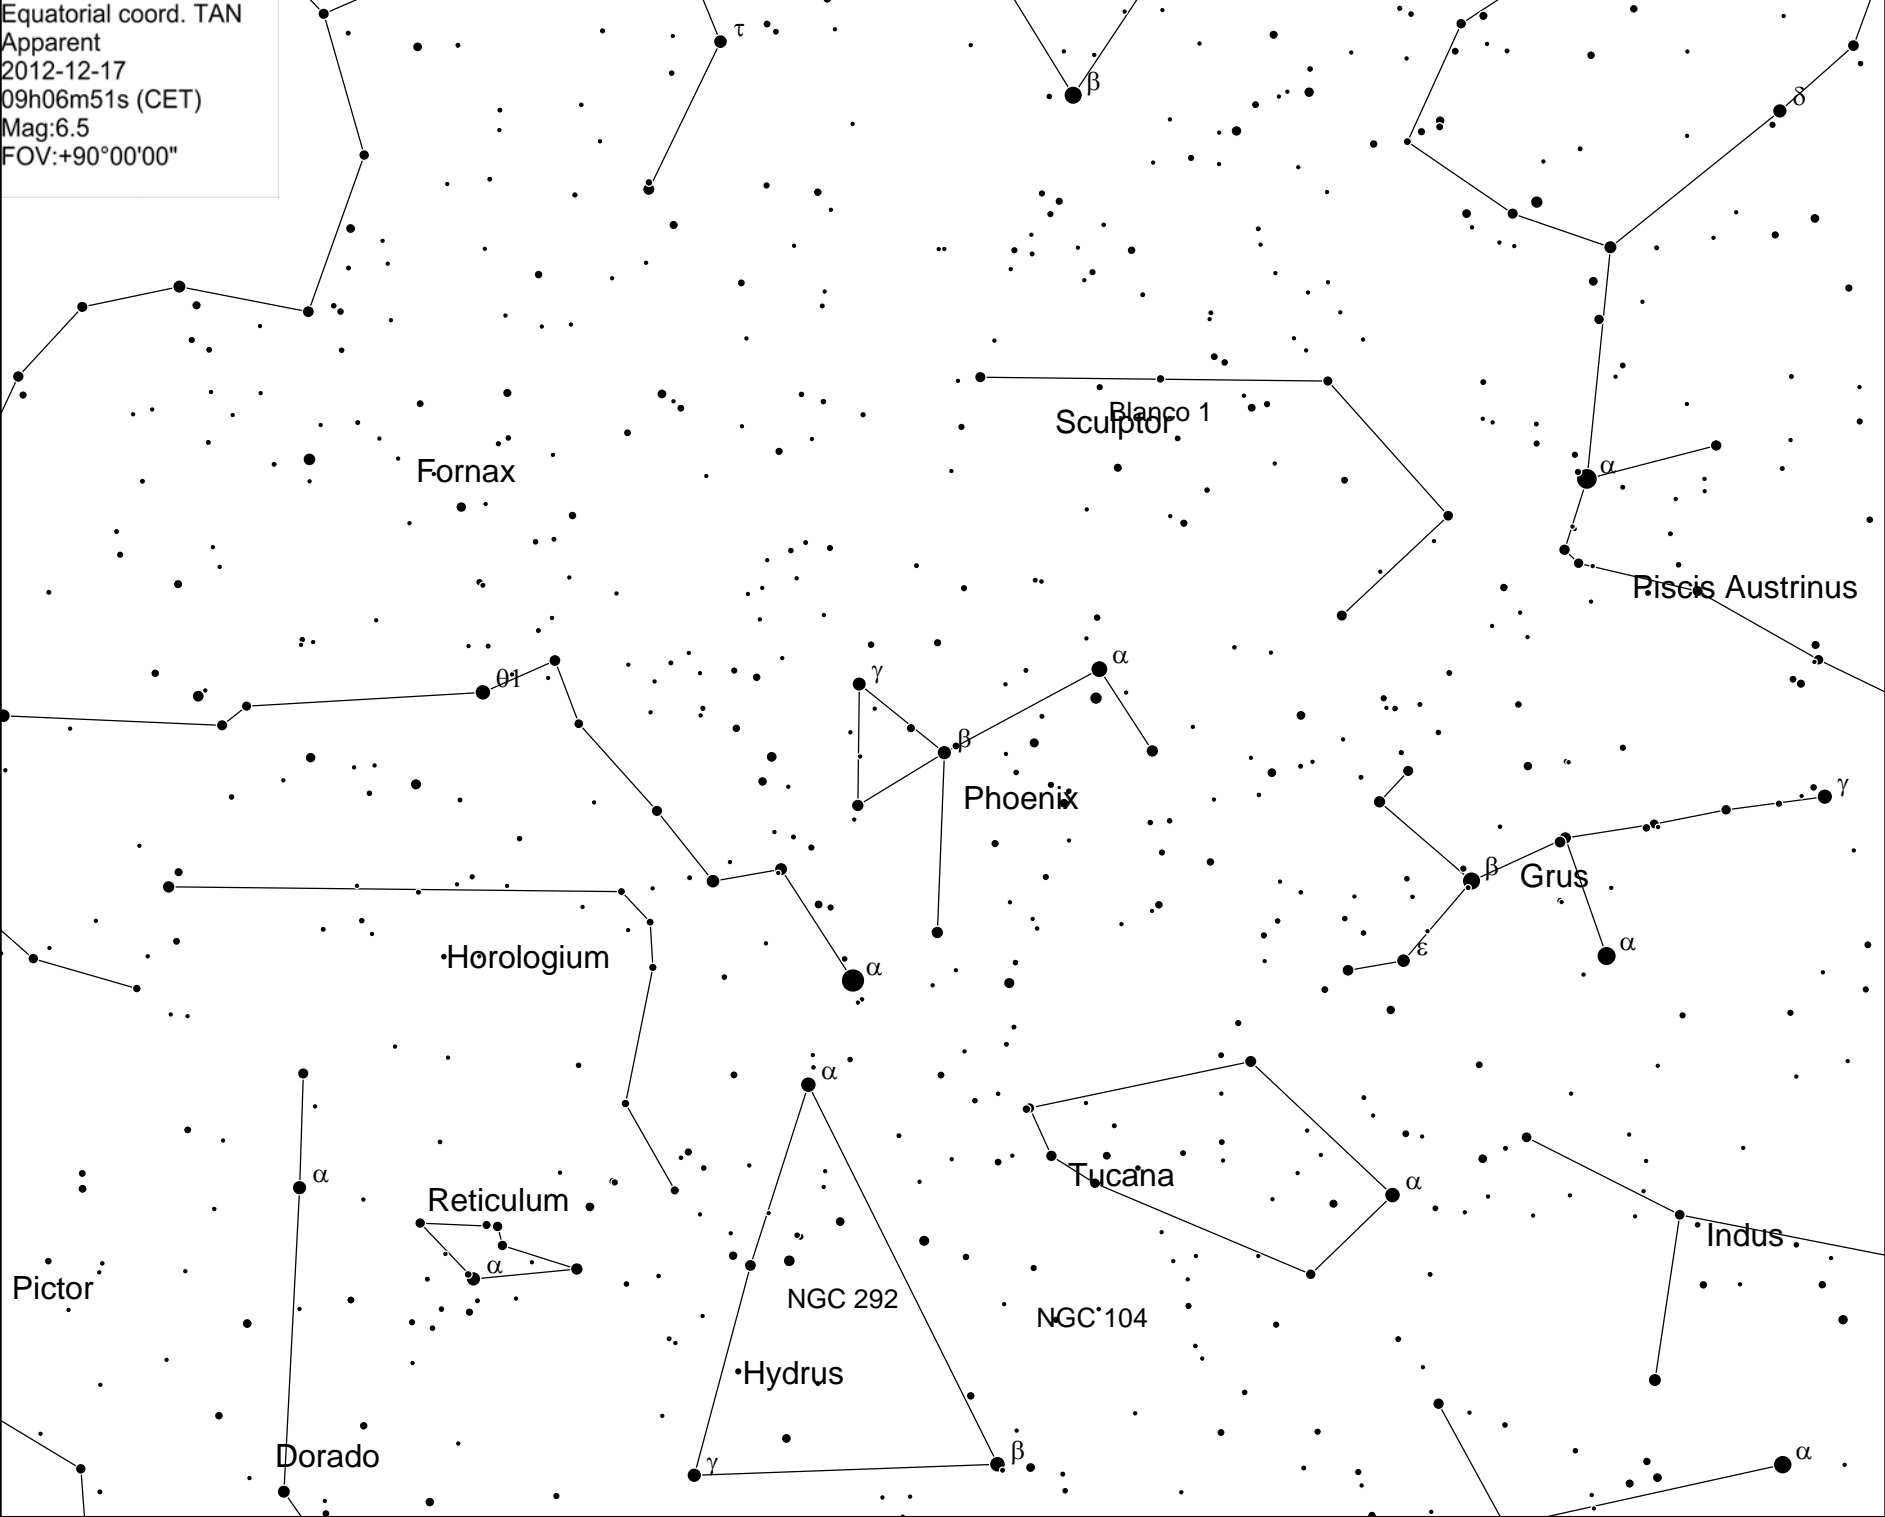 Equatorial coord. TAN
Apparent
2012-12-17
09h06m51s (CET)
Mag:6.5
FOV:+90°00'00"
τ
β
δ
Blanco 1
Sculptor
Fornax
α
Piscis Austrinus
θ1
γ
α
β
Phoenix
γ
β
Grus
α
ε
Horologium
α
α
α
Tucana
α
Reticulum
α
Indus
Pictor
NGC 292
NGC 104
Hydrus
Dorado
γ
β
α